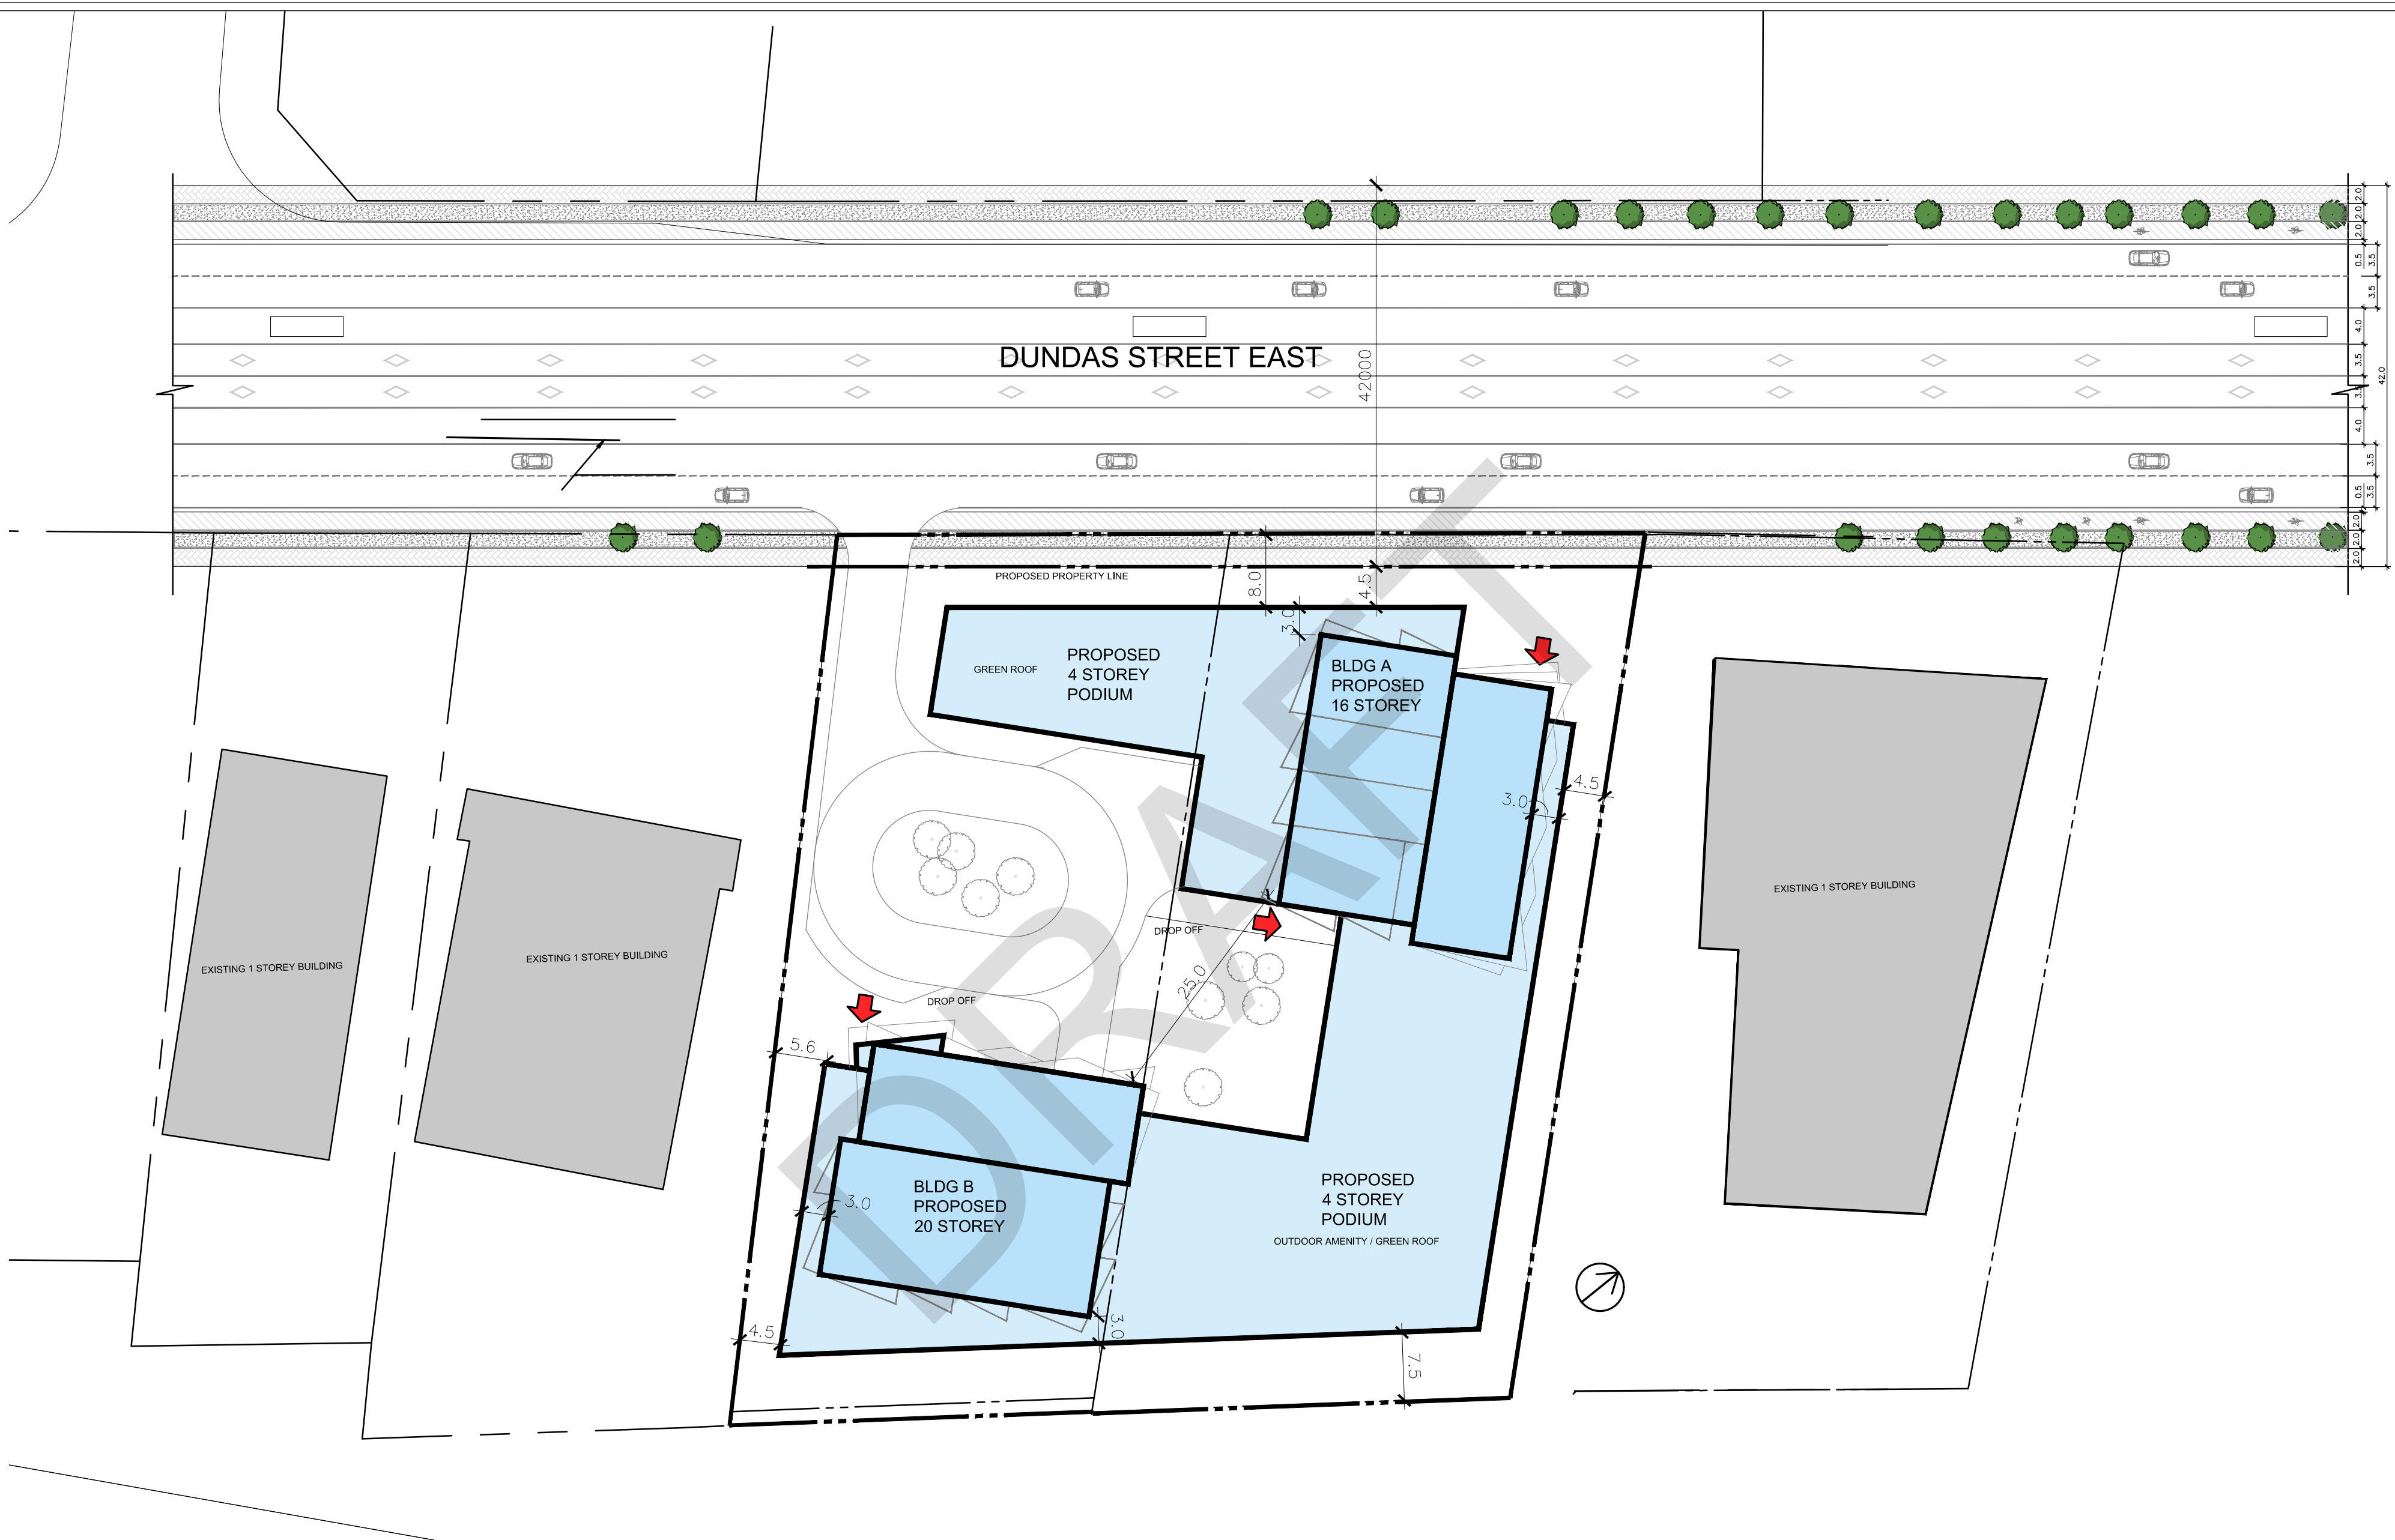 2.0
2.0
2.0
0.5
3.5
3.5
4.0
3.5
3.5
4.0
3.5
0.5
3.5
2.0
2.0
2.0
42.0
DUNDAS STREET EAST
42000
PROPOSED PROPERTY LINE
8.0
4.5
3.0
GREEN ROOF
PROPOSED
4 STOREY
PODIUM
BLDG A
PROPOSED
16 STOREY
4.5
3.0
EXISTING 1 STOREY BUILDING
EXISTING 1 STOREY BUILDING
EXISTING 1 STOREY BUILDING
DROP OFF
25.0
DROP OFF
5.6
BLDG B
PROPOSED
20 STOREY
3.0
PROPOSED
4 STOREY
PODIUM
OUTDOOR AMENITY / GREEN ROOF
4.5
3.0
7.5
DRAFT